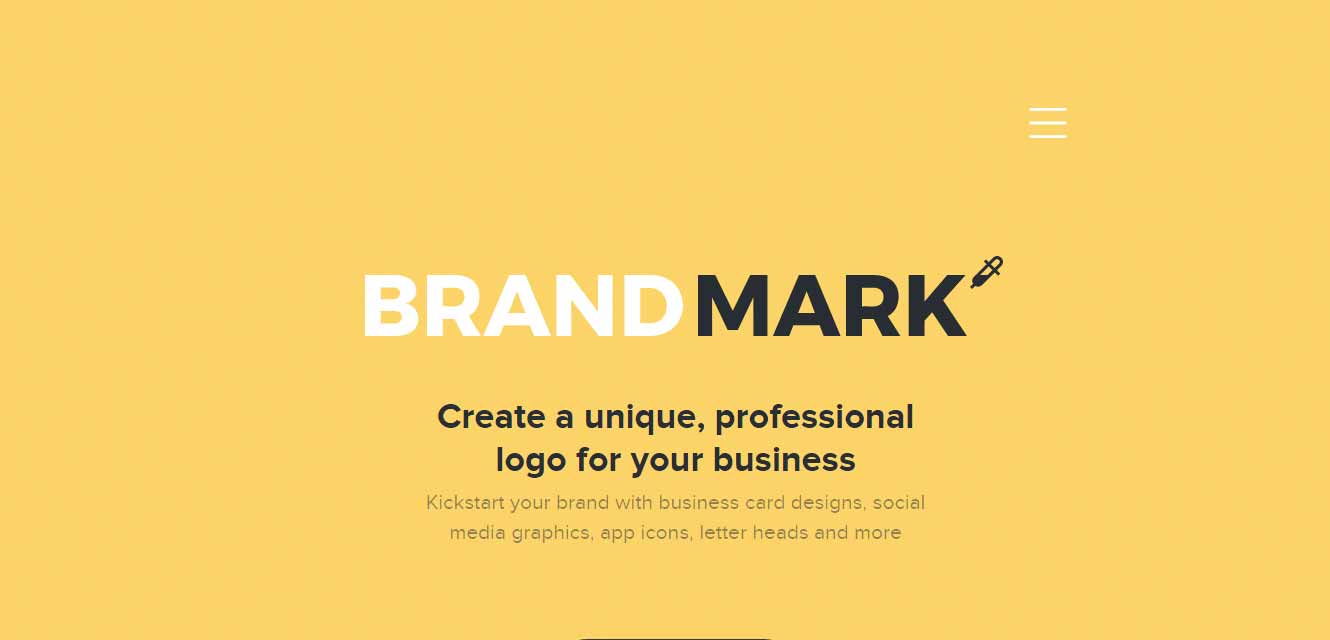 BRANDMARK
Create a unique, professional
logo for your business
Kickstart your brand with business card designs, social
media graphics, app icons, letter heads and more